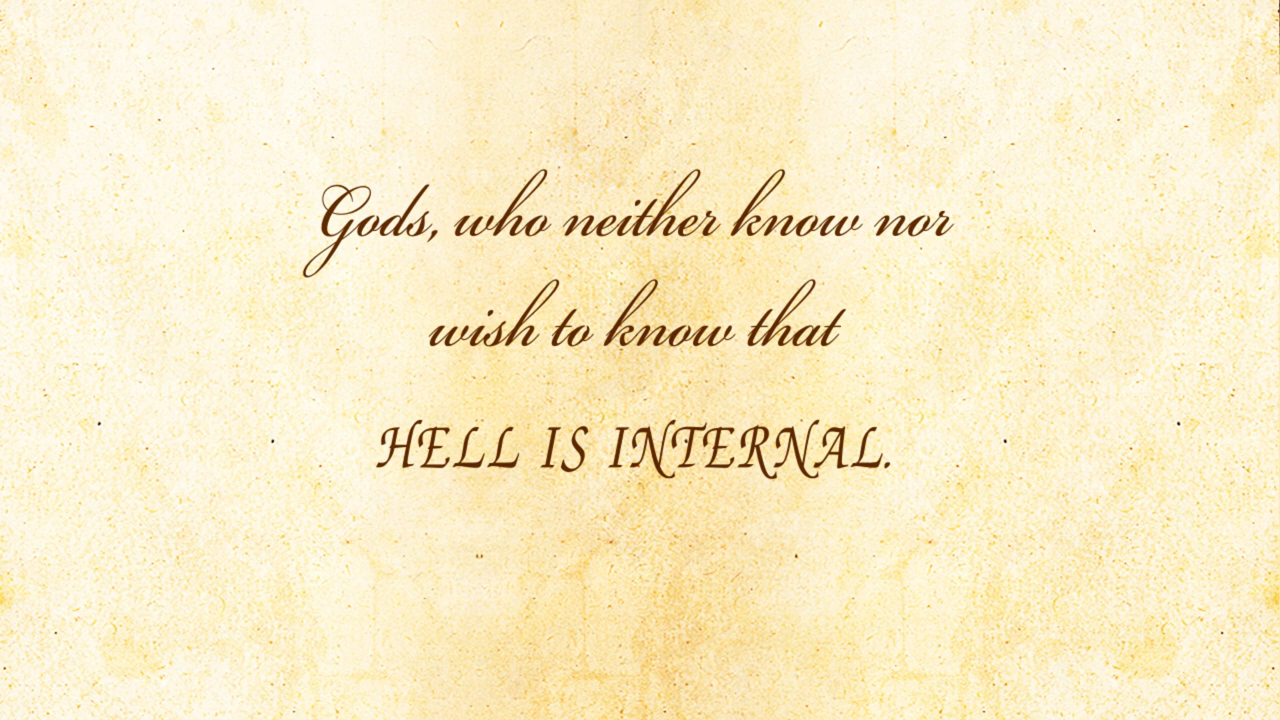 Gods, who neither know nor
wish to know that
HELL IS INTERNAL.